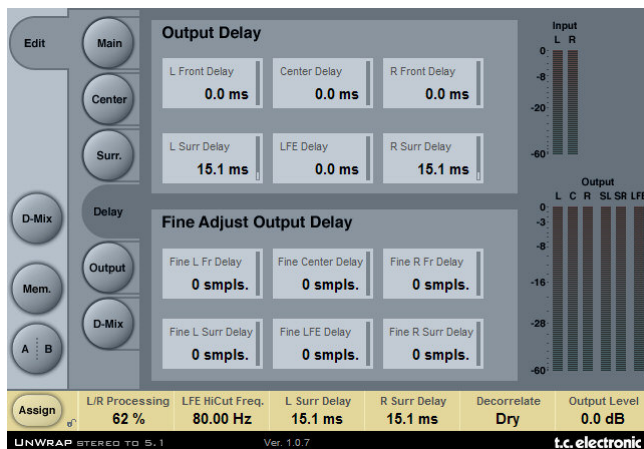 Edit
Main
Center
Surr.
Delay
Output
D-Mix
D-Mix
Mem.
A B
Output Delay
L Front Delay Center Delay R Front Delay
0.0 ms 0.0 ms 0.0 ms
L Surr Delay LFE Delay R Surr Delay
15.1 ms 0.0 ms 15.1 ms
Fine Adjust Output Delay
Fine L Fr Delay Fine Center Delay Fine R Fr Delay
0 smpls. 0 smpls. 0 smpls.
Fine L Surr Delay Fine LFE Delay Fine R Surr Delay
0 smpls. 0 smpls. 0 smpls.
Input
L R
0
-8
-20
-60
Output
L C R SL SR LFE
0
-3
-8
-16
-28
-60
Assign
L/R Processing LFE HiCut Freq. L Surr Delay R Surr Delay Decorrelate Output Level
62 % 80.00 Hz 15.1 ms 15.1 ms Dry 0.0 dB
UNWRAP STEREO TO 5.1 Ver. 1.0.7 t.c. electronic